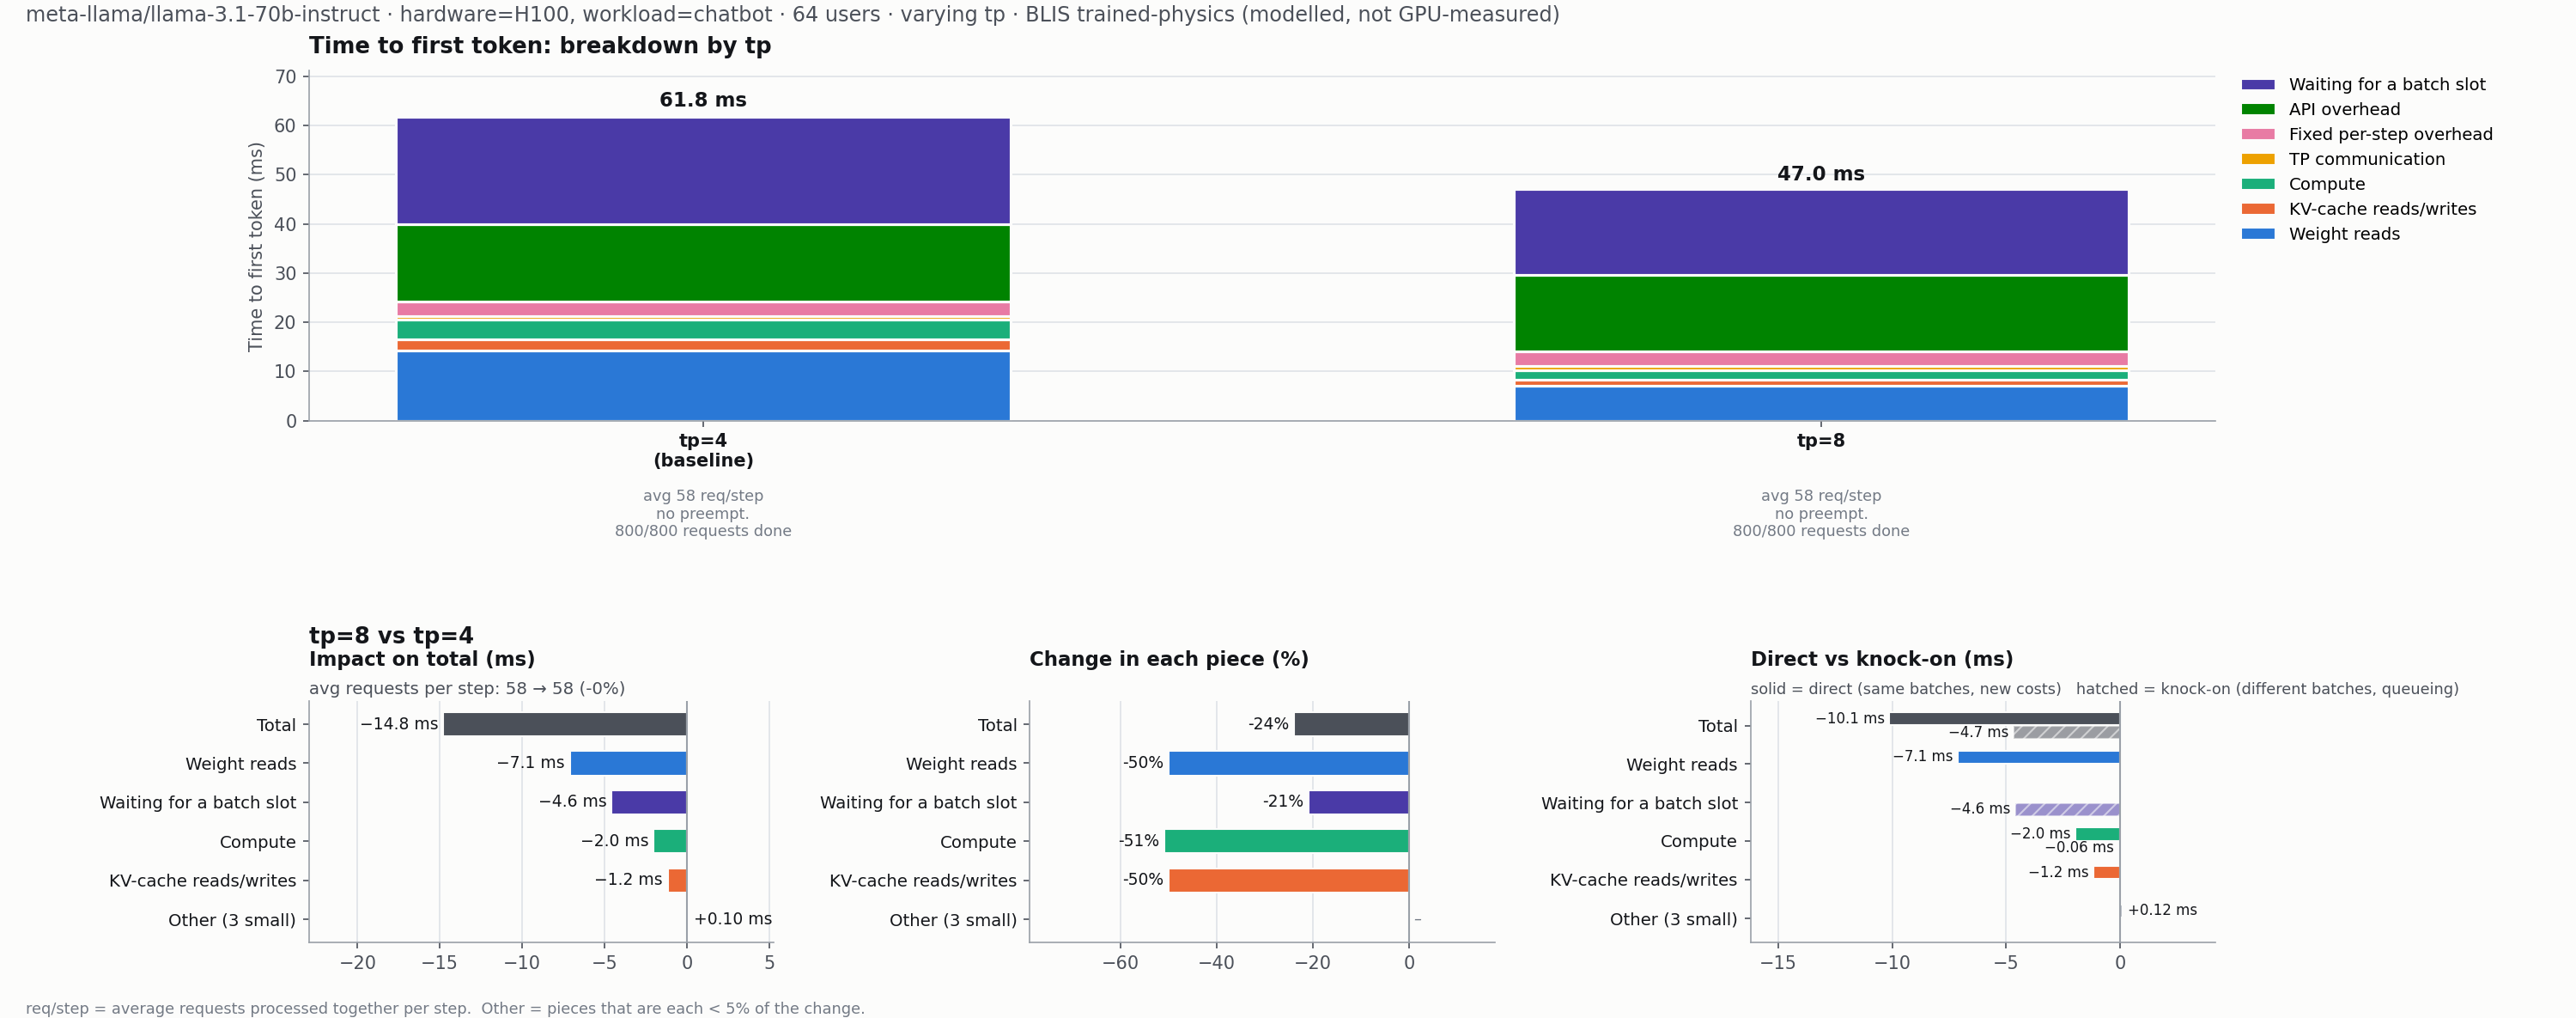 meta-llama/llama-3.1-70b-instruct · hardware=H100, workload=chatbot · 64 users · varying tp · BLIS trained-physics (modelled, not GPU-measured)
Time to first token: breakdown by tp
Time to first token (ms)
70
60
50
40
30
20
10
0
61.8 ms
47.0 ms
Waiting for a batch slot
API overhead
Fixed per-step overhead
TP communication
Compute
KV-cache reads/writes
Weight reads
tp=4
(baseline)
avg 58 req/step
no preempt.
800/800 requests done
tp=8
avg 58 req/step
no preempt.
800/800 requests done
tp=8 vs tp=4
Impact on total (ms)
avg requests per step: 58 → 58 (-0%)
Total −14.8 ms
Weight reads −7.1 ms
Waiting for a batch slot −4.6 ms
Compute −2.0 ms
KV-cache reads/writes −1.2 ms
Other (3 small) +0.10 ms
−20 −15 −10 −5 0 5
Change in each piece (%)
Total -24%
Weight reads -50%
Waiting for a batch slot -21%
Compute -51%
KV-cache reads/writes -50%
Other (3 small) –
−60 −40 −20 0
Direct vs knock-on (ms)
solid = direct (same batches, new costs) hatched = knock-on (different batches, queueing)
Total −10.1 ms
−4.7 ms
Weight reads −7.1 ms
Waiting for a batch slot −4.6 ms
Compute −2.0 ms
−0.06 ms
KV-cache reads/writes −1.2 ms
Other (3 small) +0.12 ms
−15 −10 −5 0
req/step = average requests processed together per step. Other = pieces that are each < 5% of the change.